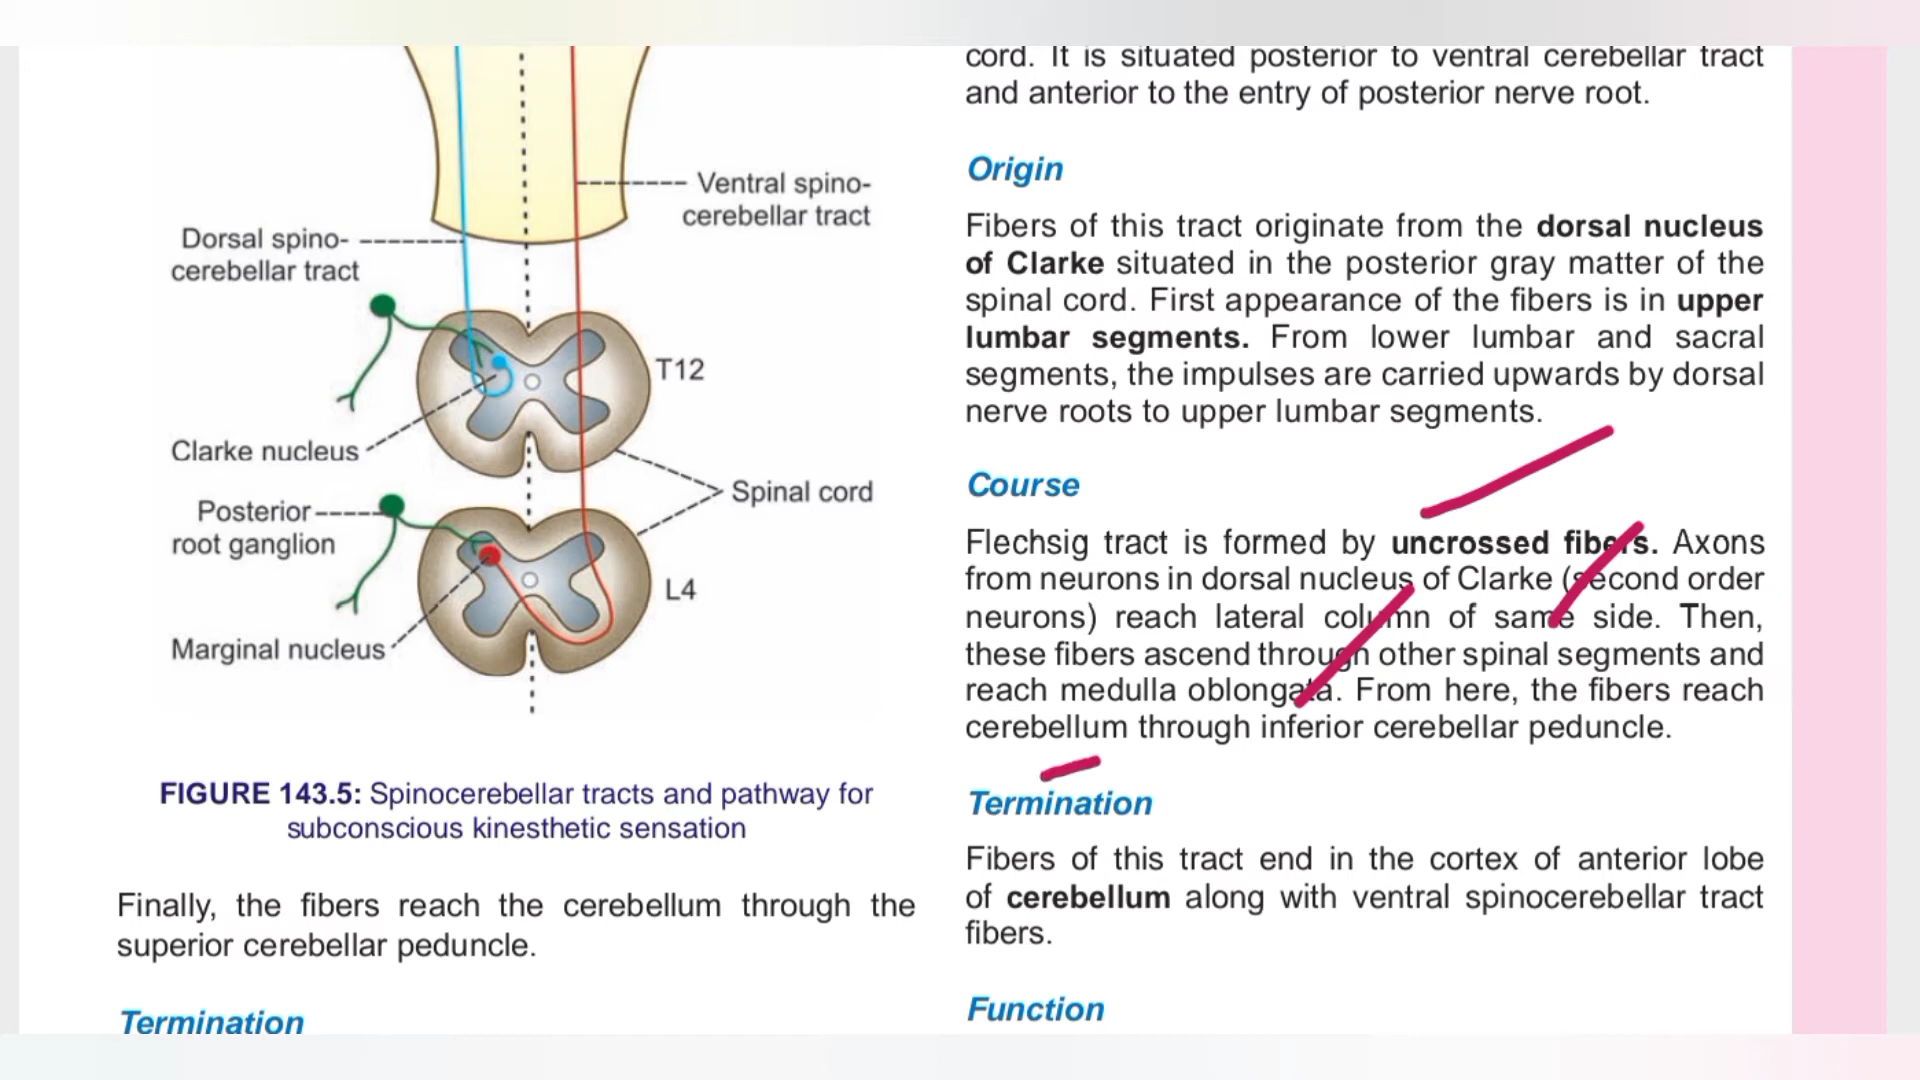 Ventral spino-
cerebellar tract
Dorsal spino-
cerebellar tract
T12
Clarke nucleus
Spinal cord
Posterior
root ganglion
L4
Marginal nucleus
FIGURE 143.5: Spinocerebellar tracts and pathway for
subconscious kinesthetic sensation
Finally, the fibers reach the cerebellum through the
superior cerebellar peduncle.
Termination
cord. It is situated posterior to ventral cerebellar tract
and anterior to the entry of posterior nerve root.
Origin
Fibers of this tract originate from the dorsal nucleus
of Clarke situated in the posterior gray matter of the
spinal cord. First appearance of the fibers is in upper
lumbar segments. From lower lumbar and sacral
segments, the impulses are carried upwards by dorsal
nerve roots to upper lumbar segments.
Course
Flechsig tract is formed by uncrossed fibers. Axons
from neurons in dorsal nucleus of Clarke (second order
neurons) reach lateral column of same side. Then,
these fibers ascend through other spinal segments and
reach medulla oblongata. From here, the fibers reach
cerebellum through inferior cerebellar peduncle.
Termination
Fibers of this tract end in the cortex of anterior lobe
of cerebellum along with ventral spinocerebellar tract
fibers.
Function